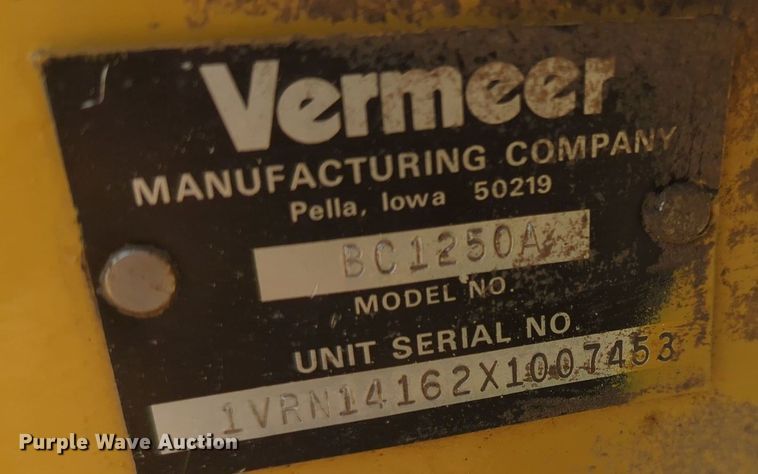 Vermeer
MANUFACTURING COMPANY
Pella, Iowa 50219
BC1250A
MODEL NO.
UNIT SERIAL NO.
1VRN14162X1007453
Purple Wave Auction